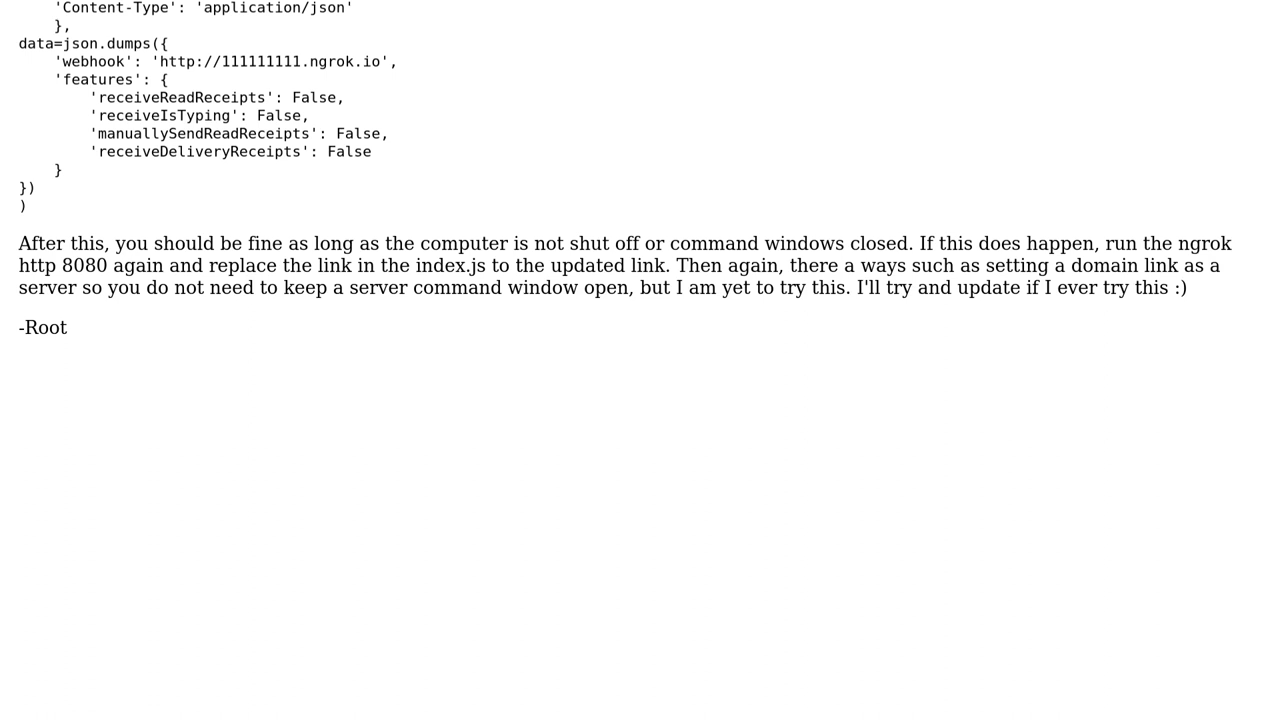 'Content-Type': 'application/json'
    },
data=json.dumps({
    'webhook': 'http://111111111.ngrok.io',
    'features': {
        'receiveReadReceipts': False,
        'receiveIsTyping': False,
        'manuallySendReadReceipts': False,
        'receiveDeliveryReceipts': False
    }
})
)
After this, you should be fine as long as the computer is not shut off or command windows closed. If this does happen, run the ngrok
http 8080 again and replace the link in the index.js to the updated link. Then again, there a ways such as setting a domain link as a
server so you do not need to keep a server command window open, but I am yet to try this. I'll try and update if I ever try this :)
-Root